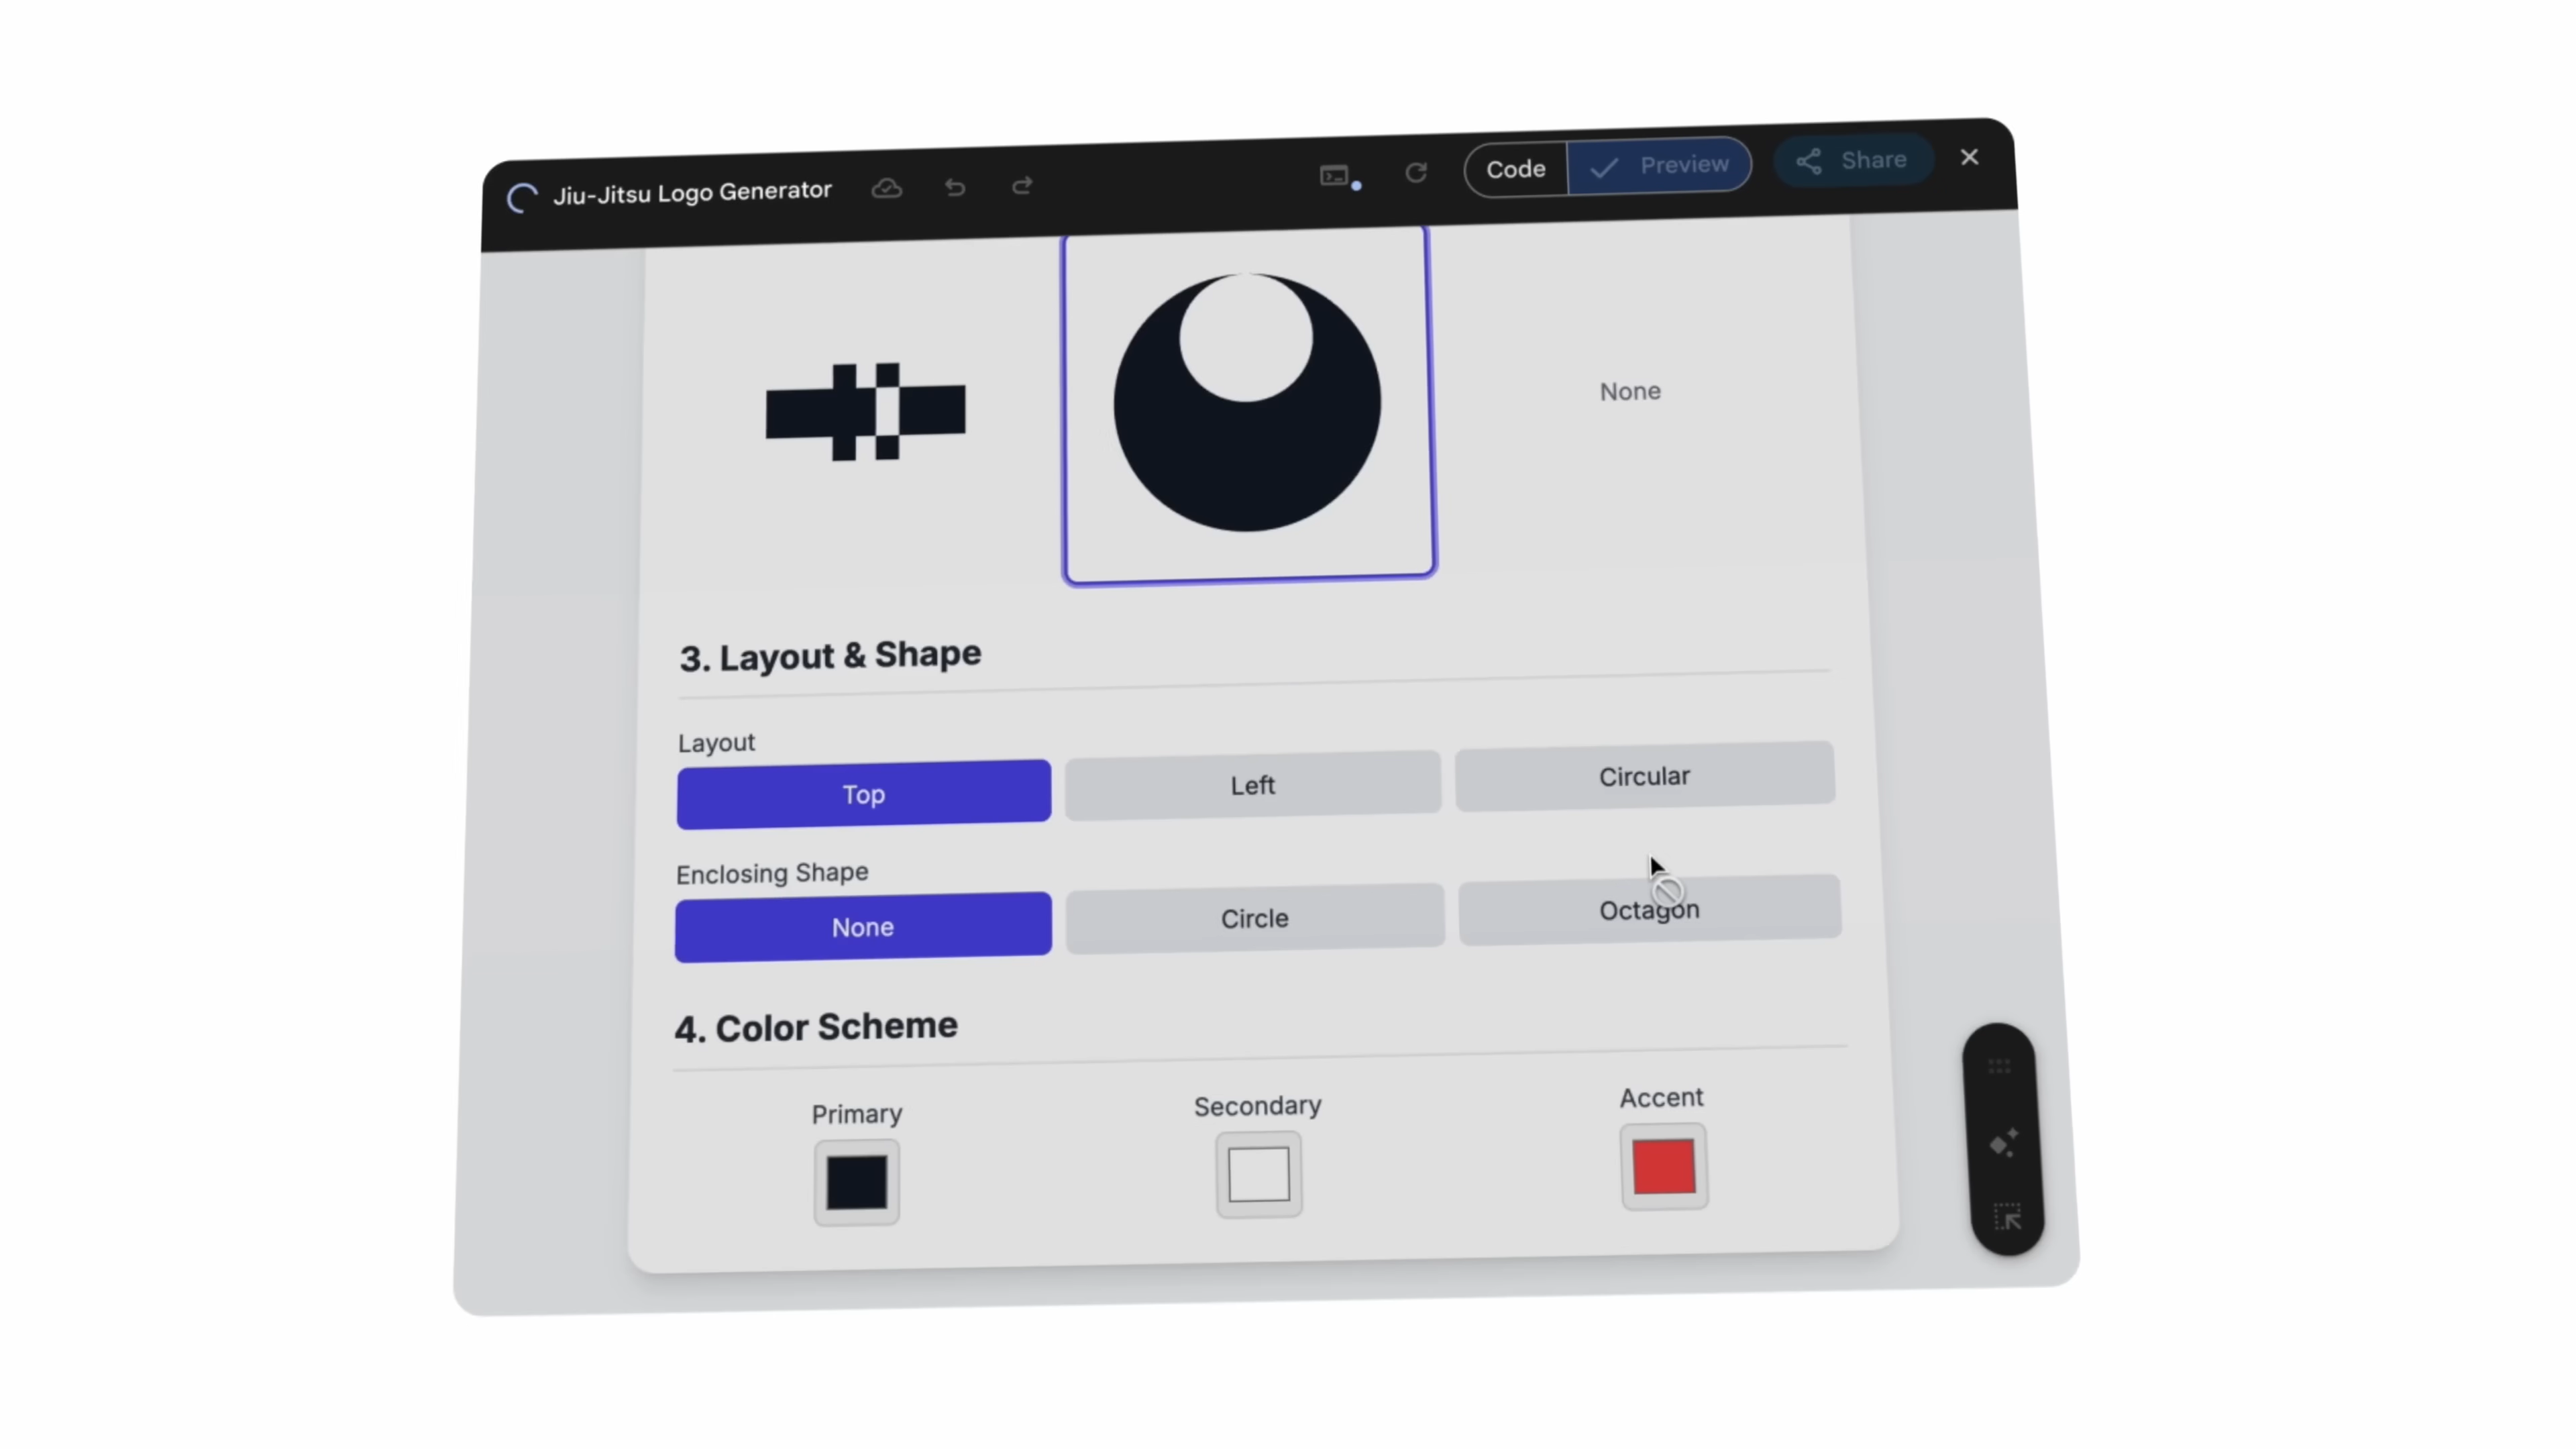 Jiu-Jitsu Logo Generator
Code
Preview
Share
None
3. Layout & Shape
Layout
Top
Left
Circular
Enclosing Shape
None
Circle
Octagon
4. Color Scheme
Primary
Secondary
Accent